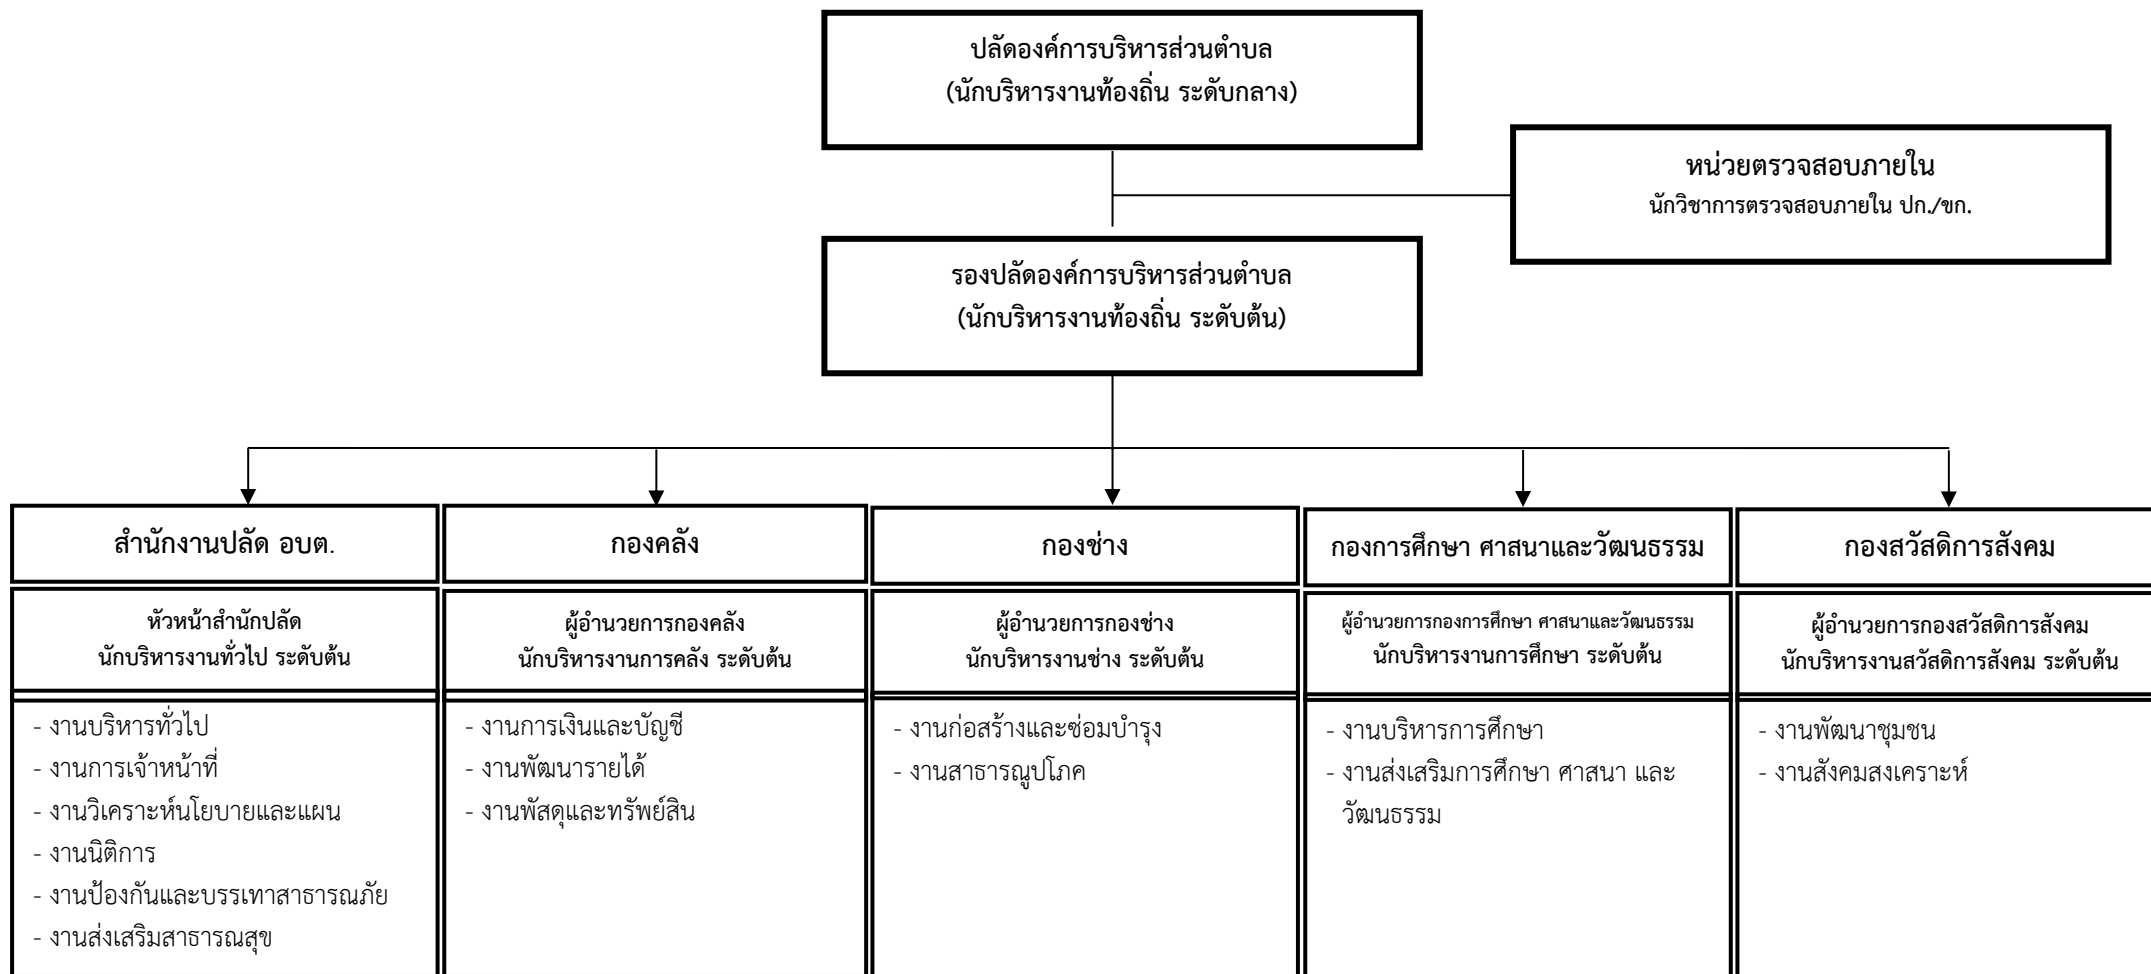 ปลัดองค์การบริหารส่วนตำบล
(นักบริหารงานท้องถิ่น ระดับกลาง)
หน่วยตรวจสอบภายใน
นักวิชาการตรวจสอบภายใน ปก./ขก.
รองปลัดองค์การบริหารส่วนตำบล
(นักบริหารงานท้องถิ่น ระดับต้น)
สำนักงานปลัด อบต.
หัวหน้าสำนักปลัด
นักบริหารงานทั่วไป ระดับต้น
- งานบริหารทั่วไป
- งานการเจ้าหน้าที่
- งานวิเคราะห์นโยบายและแผน
- งานนิติการ
- งานป้องกันและบรรเทาสาธารณภัย
- งานส่งเสริมสาธารณสุข
กองคลัง
ผู้อำนวยการกองคลัง
นักบริหารงานการคลัง ระดับต้น
- งานการเงินและบัญชี
- งานพัฒนารายได้
- งานพัสดุและทรัพย์สิน
กองช่าง
ผู้อำนวยการกองช่าง
นักบริหารงานช่าง ระดับต้น
- งานก่อสร้างและซ่อมบำรุง
- งานสาธารณูปโภค
กองการศึกษา ศาสนาและวัฒนธรรม
ผู้อำนวยการกองการศึกษา ศาสนาและวัฒนธรรม
นักบริหารงานการศึกษา ระดับต้น
- งานบริหารการศึกษา
- งานส่งเสริมการศึกษา ศาสนา และ
วัฒนธรรม
กองสวัสดิการสังคม
ผู้อำนวยการกองสวัสดิการสังคม
นักบริหารงานสวัสดิการสังคม ระดับต้น
- งานพัฒนาชุมชน
- งานสังคมสงเคราะห์